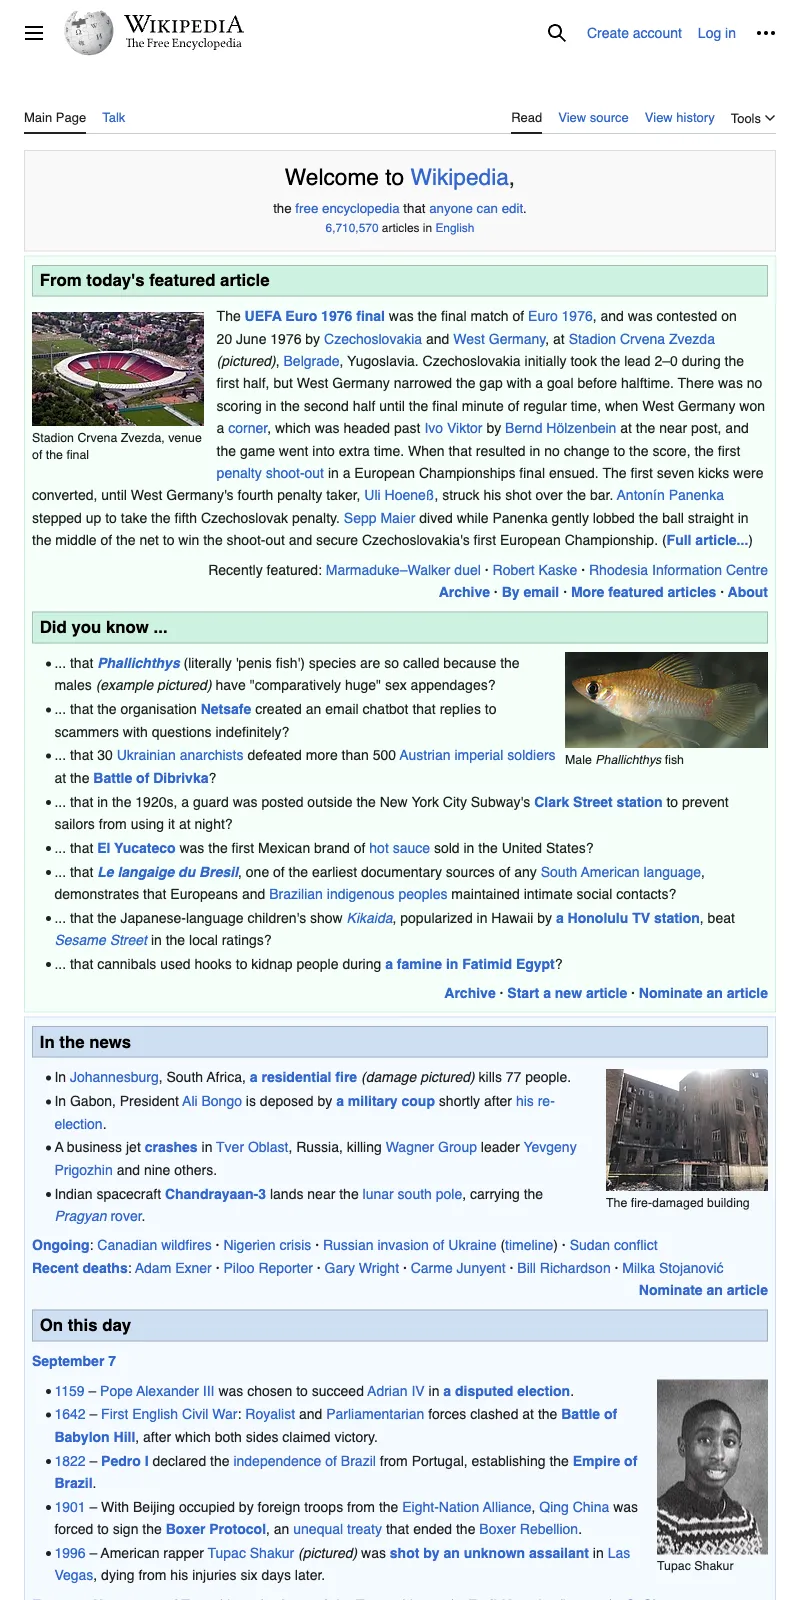 WIKIPEDIA
The Free Encyclopedia
Create account Log in
Main Page Talk Read View source View history Tools
Welcome to Wikipedia,
the free encyclopedia that anyone can edit.
6,710,570 articles in English
From today's featured article
Stadion Crvena Zvezda, venue
of the final
The UEFA Euro 1976 final was the final match of Euro 1976, and was contested on
20 June 1976 by Czechoslovakia and West Germany, at Stadion Crvena Zvezda
(pictured), Belgrade, Yugoslavia. Czechoslovakia initially took the lead 2–0 during the
first half, but West Germany narrowed the gap with a goal before halftime. There was no
scoring in the second half until the final minute of regular time, when West Germany won
a corner, which was headed past Ivo Viktor by Bernd Hölzenbein at the near post, and
the game went into extra time. When that resulted in no change to the score, the first
penalty shoot-out in a European Championships final ensued. The first seven kicks were
converted, until West Germany's fourth penalty taker, Uli Hoeneß, struck his shot over the bar. Antonín Panenka
stepped up to take the fifth Czechoslovak penalty. Sepp Maier dived while Panenka gently lobbed the ball straight in
the middle of the net to win the shoot-out and secure Czechoslovakia's first European Championship. (Full article...)
Recently featured: Marmaduke–Walker duel · Robert Kaske · Rhodesia Information Centre
Archive · By email · More featured articles · About
Did you know ...
• ... that Phallichthys (literally 'penis fish') species are so called because the
males (example pictured) have "comparatively huge" sex appendages?
• ... that the organisation Netsafe created an email chatbot that replies to
scammers with questions indefinitely?
• ... that 30 Ukrainian anarchists defeated more than 500 Austrian imperial soldiers
at the Battle of Dibrivka?
Male Phallichthys fish
• ... that in the 1920s, a guard was posted outside the New York City Subway's Clark Street station to prevent
sailors from using it at night?
• ... that El Yucateco was the first Mexican brand of hot sauce sold in the United States?
• ... that Le langaige du Bresil, one of the earliest documentary sources of any South American language,
demonstrates that Europeans and Brazilian indigenous peoples maintained intimate social contacts?
• ... that the Japanese-language children's show Kikaida, popularized in Hawaii by a Honolulu TV station, beat
Sesame Street in the local ratings?
• ... that cannibals used hooks to kidnap people during a famine in Fatimid Egypt?
Archive · Start a new article · Nominate an article
In the news
• In Johannesburg, South Africa, a residential fire (damage pictured) kills 77 people.
• In Gabon, President Ali Bongo is deposed by a military coup shortly after his re-
election.
• A business jet crashes in Tver Oblast, Russia, killing Wagner Group leader Yevgeny
Prigozhin and nine others.
• Indian spacecraft Chandrayaan-3 lands near the lunar south pole, carrying the
Pragyan rover.
The fire-damaged building
Ongoing: Canadian wildfires · Nigerien crisis · Russian invasion of Ukraine (timeline) · Sudan conflict
Recent deaths: Adam Exner · Piloo Reporter · Gary Wright · Carme Junyent · Bill Richardson · Milka Stojanović
Nominate an article
On this day
September 7
• 1159 – Pope Alexander III was chosen to succeed Adrian IV in a disputed election.
• 1642 – First English Civil War: Royalist and Parliamentarian forces clashed at the Battle of
Babylon Hill, after which both sides claimed victory.
• 1822 – Pedro I declared the independence of Brazil from Portugal, establishing the Empire of
Brazil.
• 1901 – With Beijing occupied by foreign troops from the Eight-Nation Alliance, Qing China was
forced to sign the Boxer Protocol, an unequal treaty that ended the Boxer Rebellion.
• 1996 – American rapper Tupac Shakur (pictured) was shot by an unknown assailant in Las
Vegas, dying from his injuries six days later.
Tupac Shakur